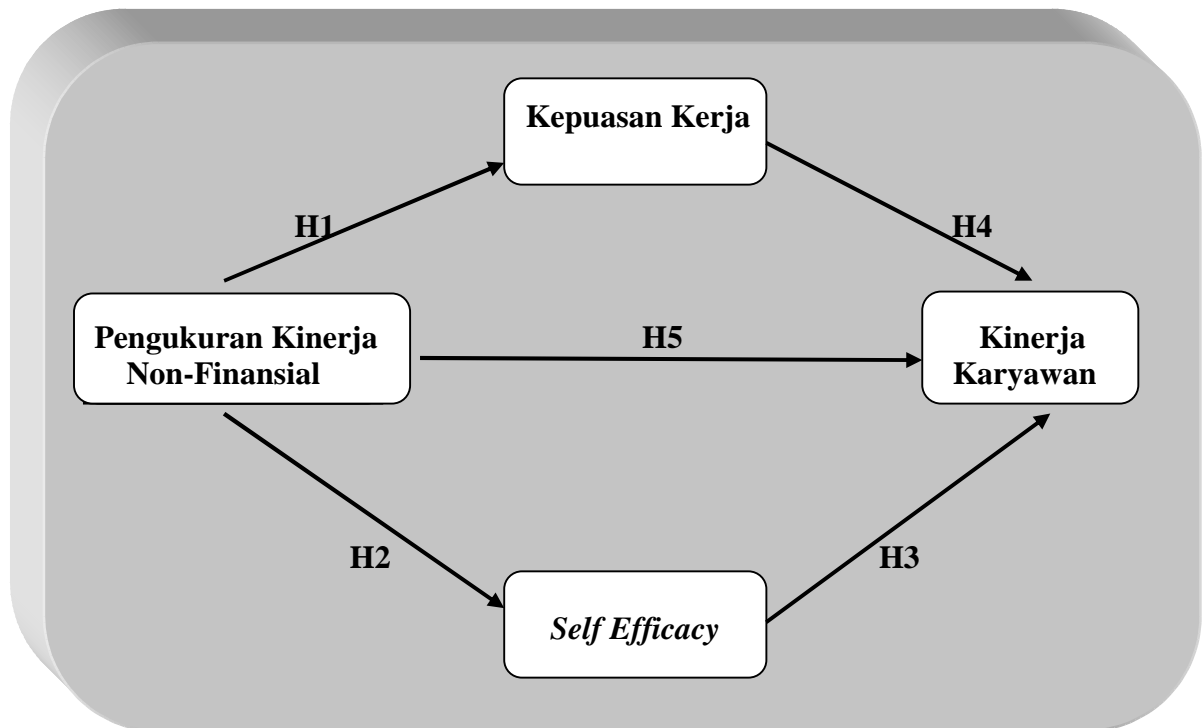 Kepuasan Kerja
H1
H4
Pengukuran Kinerja
Non-Finansial
H5
Kinerja
Karyawan
H2
H3
Self Efficacy